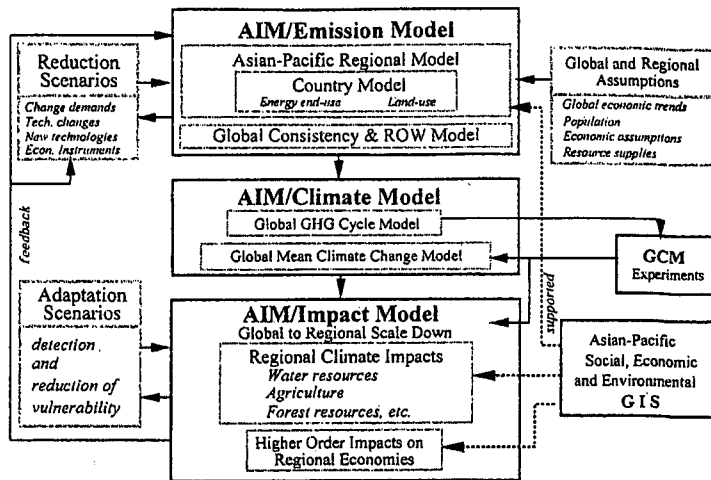 AIM/Emission Model
Asian-Pacific Regional Model
Country Model
Energy end-use Land-use
Global Consistency & ROW Model
Reduction
Scenarios
Change demands
Tech. changes
New technologies
Econ. Instruments
Global and Regional
Assumptions
Global economic trends
Population
Economic assumptions
Resource supplies
feedback
AIM/Climate Model
Global GHG Cycle Model
Global Mean Climate Change Model
GCM
Experiments
supported
Adaptation
Scenarios
detection
and
reduction of
vulnerability
AIM/Impact Model
Global to Regional Scale Down
Regional Climate Impacts
Water resources
Agriculture
Forest resources, etc.
Higher Order Impacts on
Regional Economies
Asian-Pacific
Social, Economic
and Environmental
GIS